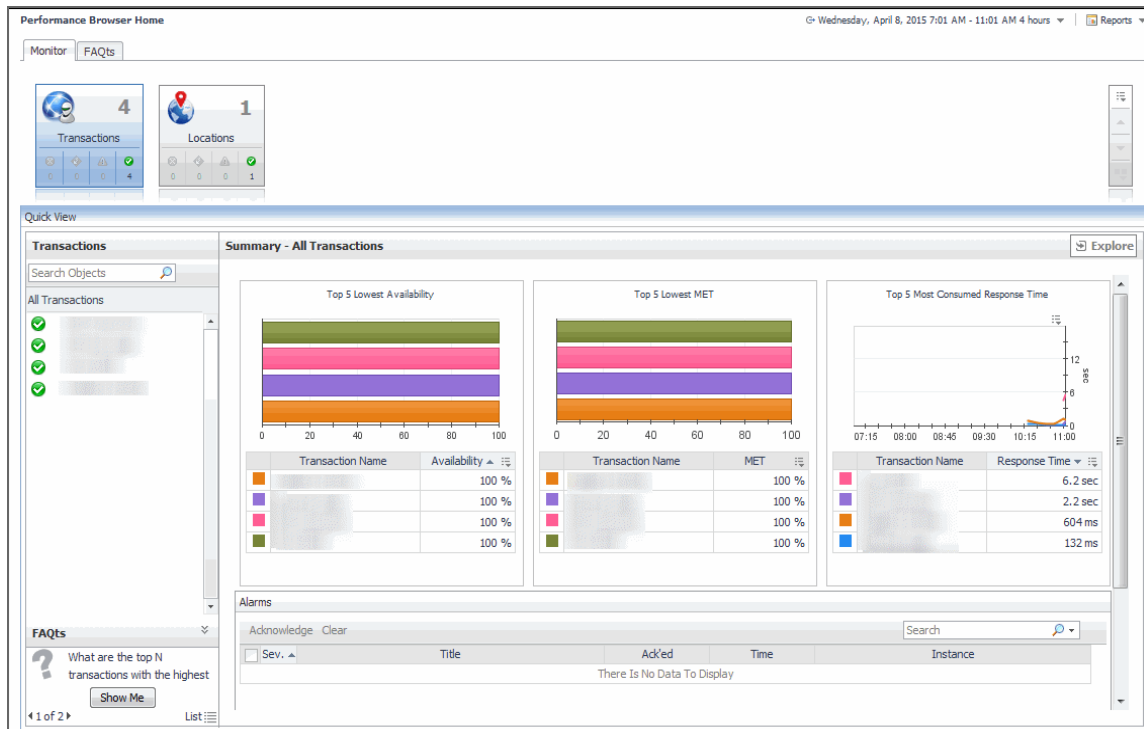 Performance Browser Home
Wednesday, April 8, 2015 7:01 AM - 11:01 AM 4 hours
Reports
Monitor
FAQts
4
Transactions
0 0 0 4
1
Locations
0 0 0 1
Quick View
Transactions
Search Objects
All Transactions
FAQts
What are the top N
transactions with the highest
Show Me
1 of 2
List
Summary - All Transactions
Explore
Top 5 Lowest Availability
0 20 40 60 80 100
Transaction Name Availability
100 %
100 %
100 %
100 %
Top 5 Lowest MET
0 20 40 60 80 100
Transaction Name MET
100 %
100 %
100 %
100 %
Top 5 Most Consumed Response Time
12
6
0
sec
07:15 08:00 08:45 09:30 10:15 11:00
Transaction Name Response Time
6.2 sec
2.2 sec
604 ms
132 ms
Alarms
Acknowledge Clear
Search
Sev. Title Ack'ed Time Instance
There Is No Data To Display